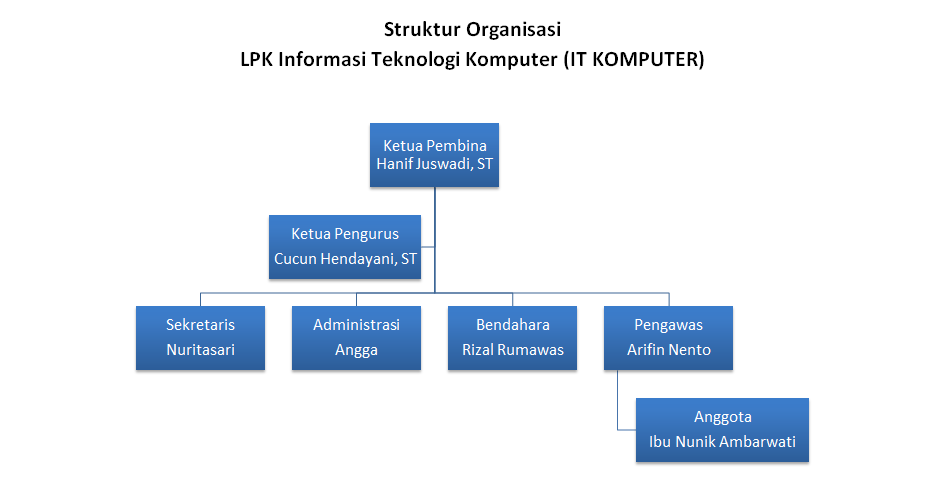 Struktur Organisasi
LPK Informasi Teknologi Komputer (IT KOMPUTER)
Ketua Pembina
Hanif Juswadi, ST
Ketua Pengurus
Cucun Hendayani, ST
Sekretaris
Nuritasari
Administrasi
Angga
Bendahara
Rizal Rumawas
Pengawas
Arifin Nento
Anggota
Ibu Nunik Ambarwati